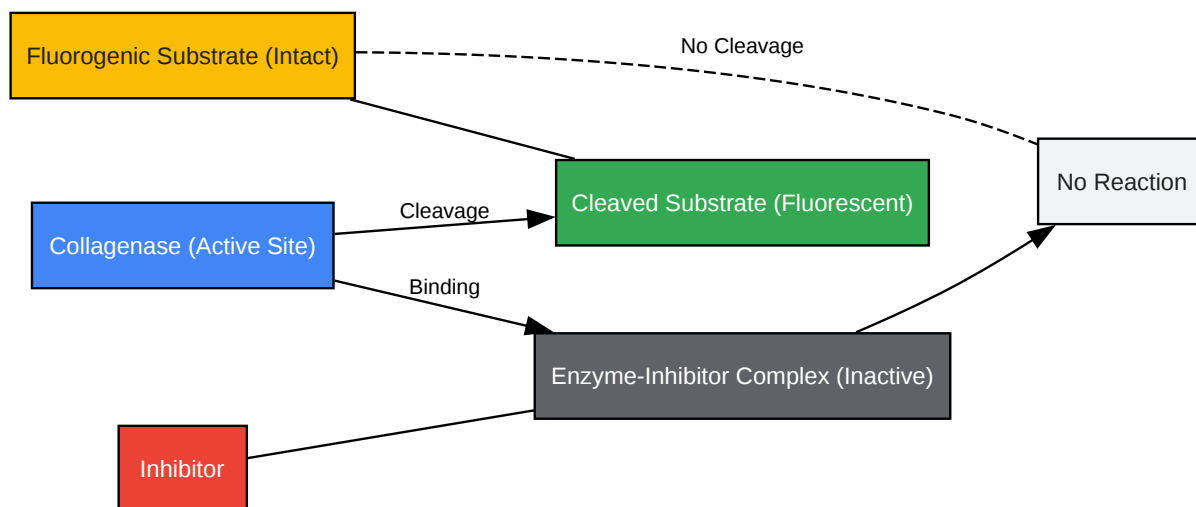 Fluorogenic Substrate (Intact)
No Cleavage
No Reaction
Cleaved Substrate (Fluorescent)
Cleavage
Collagenase (Active Site)
Binding
Enzyme-Inhibitor Complex (Inactive)
Inhibitor